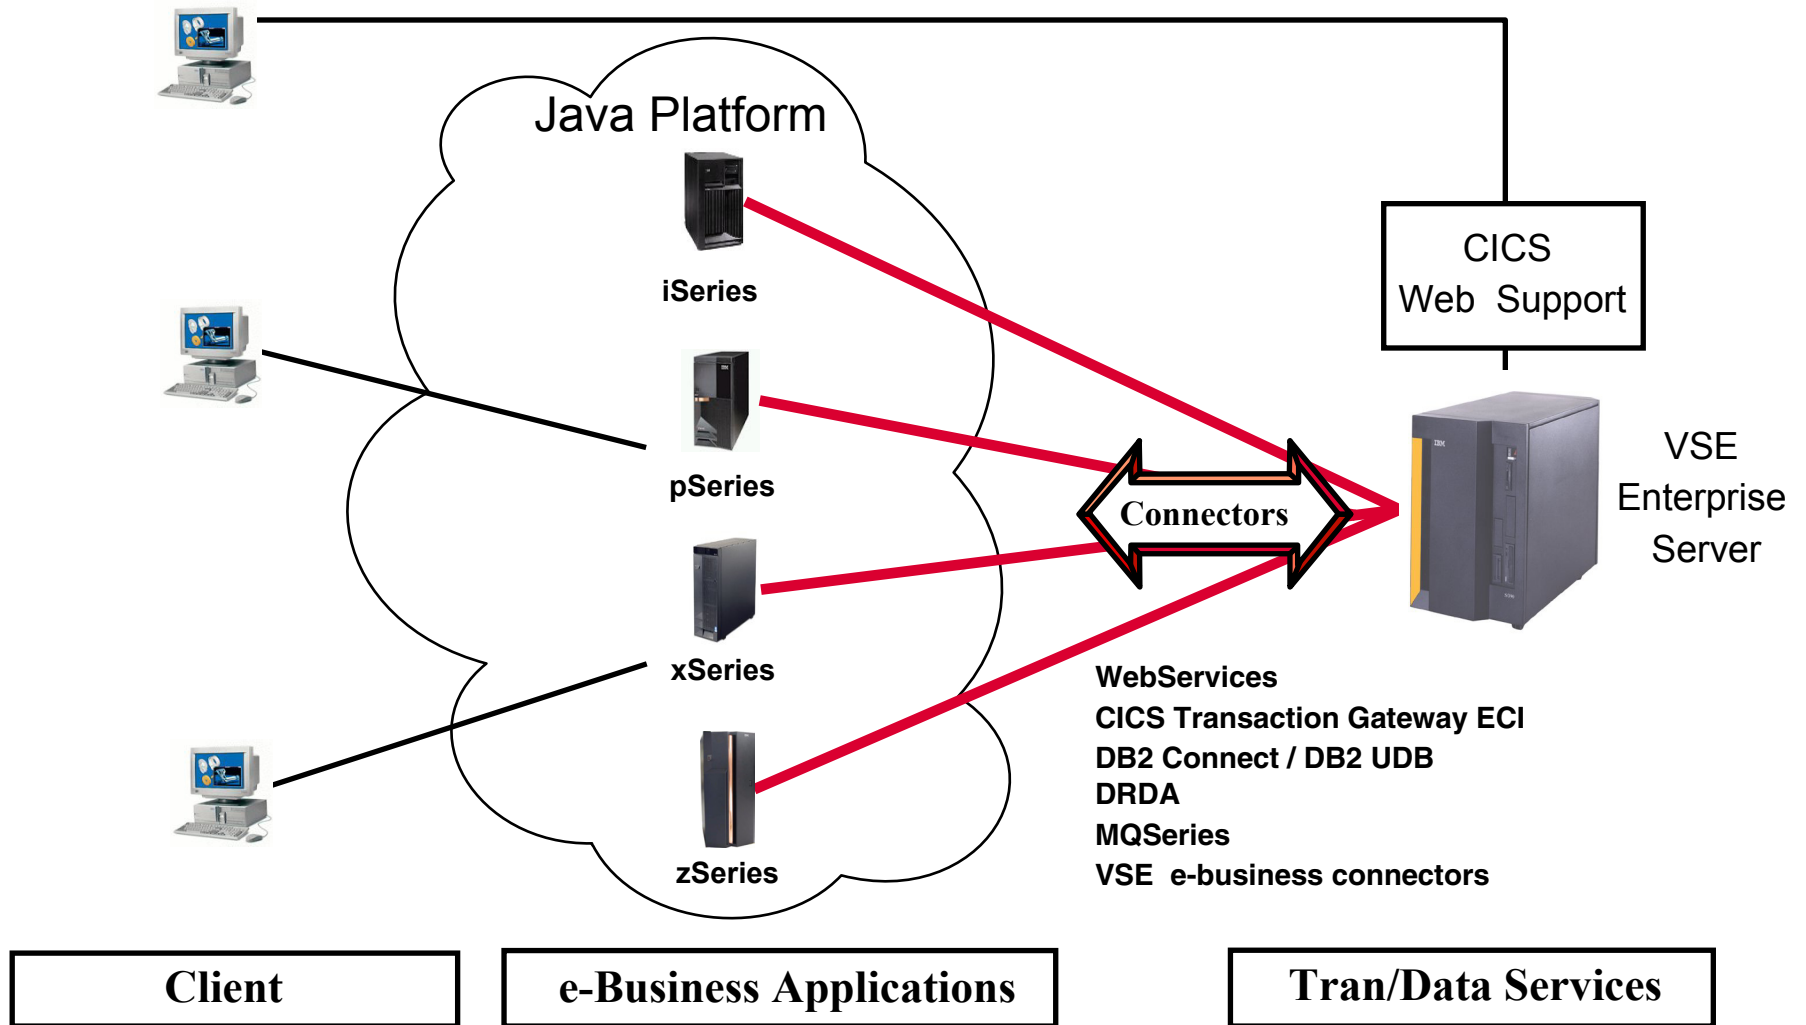 Java Platform
iSeries
pSeries
xSeries
zSeries
CICS
Web Support
Connectors
IBM
VSE
Enterprise
Server
WebServices
CICS Transaction Gateway ECI
DB2 Connect / DB2 UDB
DRDA
MQSeries
VSE e-business connectors
Client
e-Business Applications
Tran/Data Services